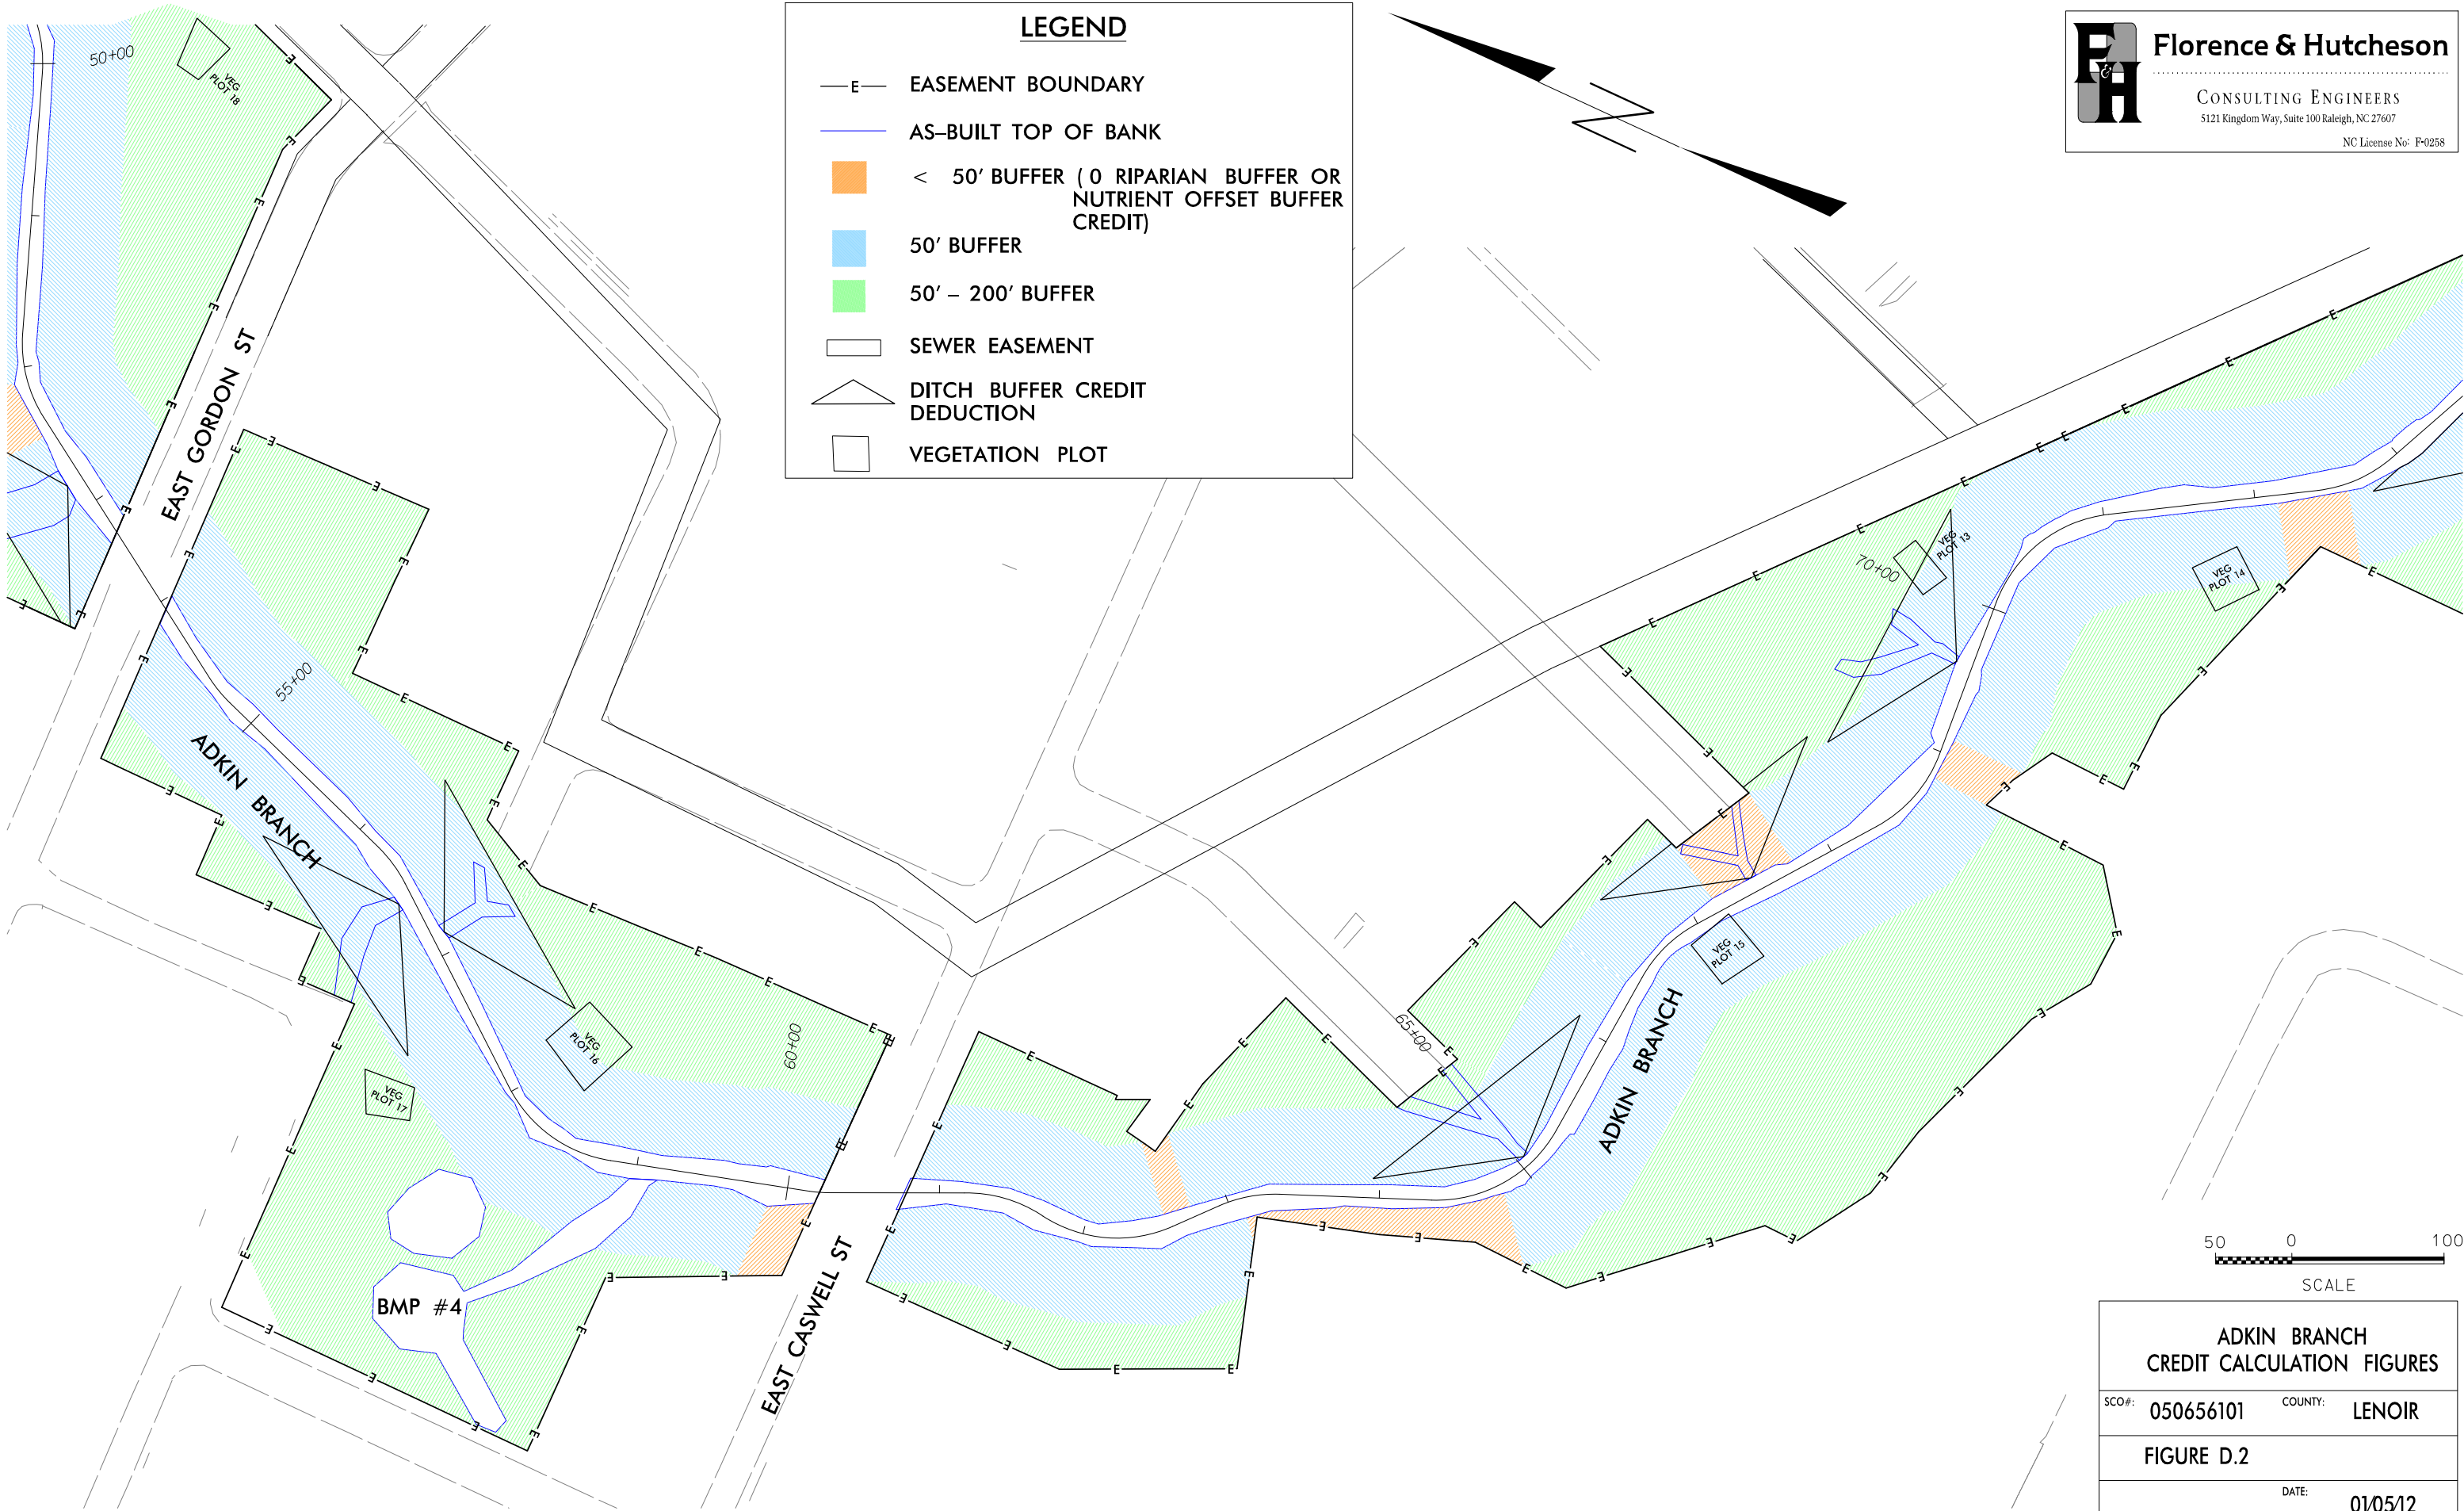 LEGEND
E EASEMENT BOUNDARY
AS-BUILT TOP OF BANK
< 50' BUFFER ( 0 RIPARIAN BUFFER OR
NUTRIENT OFFSET BUFFER
CREDIT)
50' BUFFER
50' – 200' BUFFER
SEWER EASEMENT
DITCH BUFFER CREDIT
DEDUCTION
VEGETATION PLOT
F&H
Florence & Hutcheson
CONSULTING ENGINEERS
5121 Kingdom Way, Suite 100 Raleigh, NC 27607
NC License No: F-0258
50+00
VEG
PLOT 18
EAST GORDON ST
55+00
ADKIN BRANCH
VEG
PLOT 16
VEG
PLOT 17
60+00
BMP #4
EAST CASWELL ST
65+00
ADKIN BRANCH
VEG
PLOT 15
70+00
VEG
PLOT 13
VEG
PLOT 14
50 0 100
SCALE
ADKIN BRANCH
CREDIT CALCULATION FIGURES
SCO#: 050656101 COUNTY: LENOIR
FIGURE D.2
DATE: 01/05/12